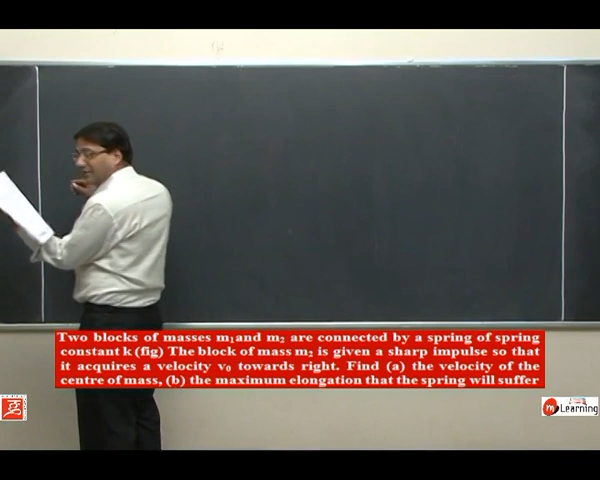 Two blocks of masses m₁and m₂ are connected by a spring of spring
constant k (fig) The block of mass m₂ is given a sharp impulse so that
it acquires a velocity v₀ towards right. Find (a) the velocity of the
centre of mass, (b) the maximum elongation that the spring will suffer
m Learning